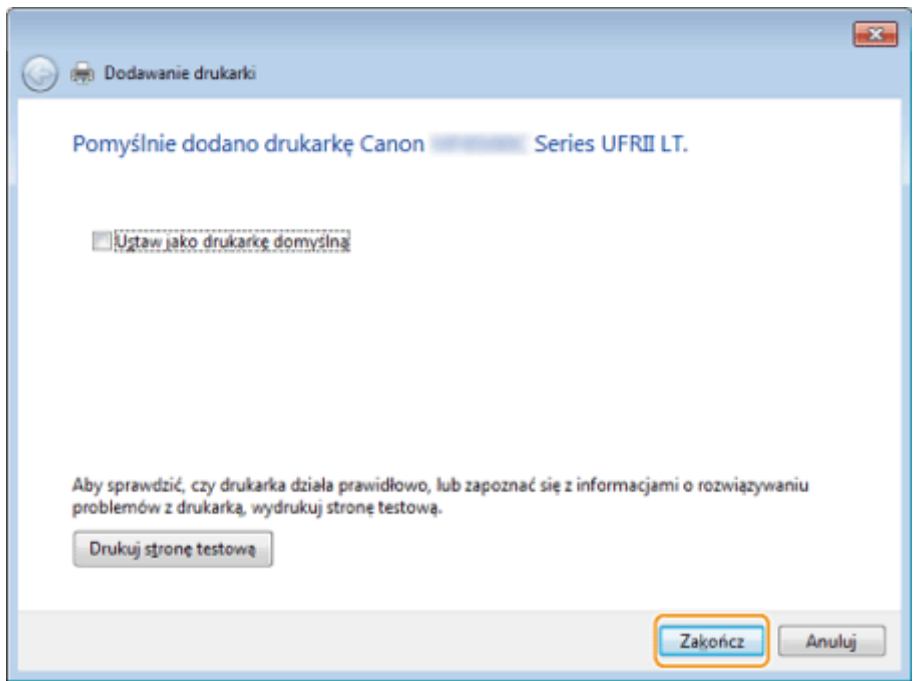 Dodawanie drukarki
Pomyślnie dodano drukarkę Canon Series UFRII LT.
Ustaw jako drukarkę domyślną
Aby sprawdzić, czy drukarka działa prawidłowo, lub zapoznać się z informacjami o rozwiązywaniu
problemów z drukarką, wydrukuj stronę testową.
Drukuj stronę testową
Zakończ Anuluj